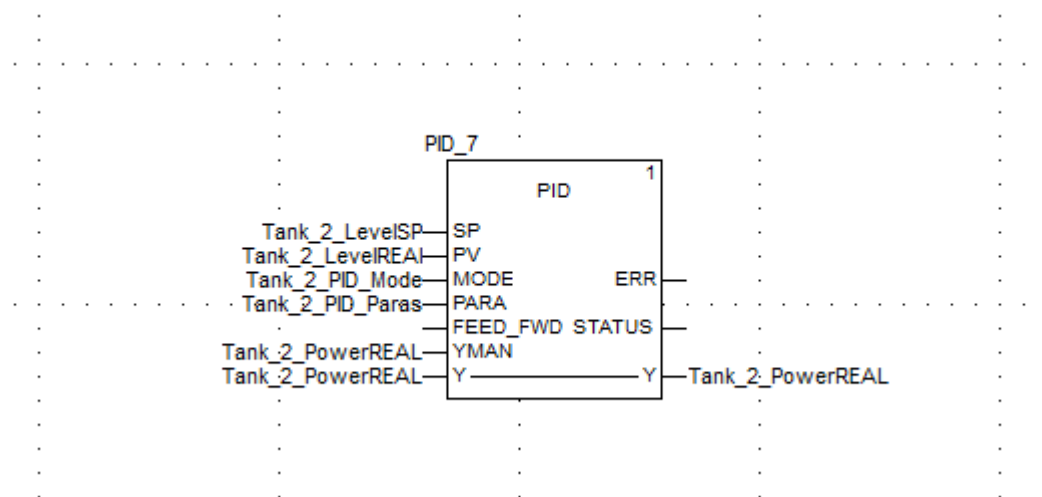 PID_7
1
PID
Tank_2_LevelSP SP
Tank_2_LevelREAl PV
Tank_2_PID_Mode MODE ERR
Tank_2_PID_Paras PARA
FEED_FWD STATUS
Tank_2_PowerREAL YMAN
Tank_2_PowerREAL Y Y Tank_2_PowerREAL